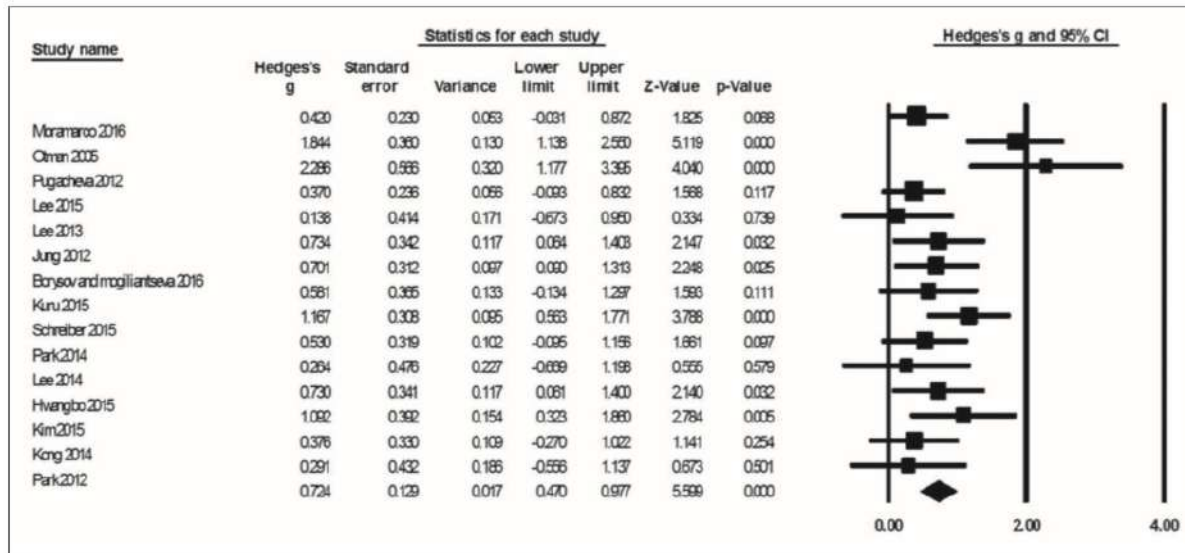 Statistics for each study Hedges's g and 95% CI
Study name
Hedges's Standard Lower Upper
g error Variance limit limit Z-Value p-Value
0.420 0.230 0.053 -0.031 0.872 1.825 0.068
Moramarco 2016
1.844 0.360 0.130 1.138 2.550 5.119 0.000
Otman 2005
2.286 0.566 0.320 1.177 3.395 4.040 0.000
Pugacheva 2012
0.370 0.236 0.056 -0.093 0.832 1.568 0.117
Lee 2015
0.138 0.414 0.171 -0.673 0.950 0.334 0.739
Lee 2013
0.734 0.342 0.117 0.064 1.403 2.147 0.032
Jung 2012
0.701 0.312 0.097 0.090 1.313 2.248 0.025
Borysov and mogiliantseva 2016
0.581 0.365 0.133 -0.134 1.297 1.593 0.111
Kuru 2015
1.167 0.308 0.095 0.563 1.771 3.788 0.000
Schreiber 2015
0.530 0.319 0.102 -0.095 1.156 1.661 0.097
Park 2014
0.264 0.476 0.227 -0.669 1.198 0.555 0.579
Lee 2014
0.730 0.341 0.117 0.061 1.400 2.140 0.032
Hwangbo 2015
1.092 0.392 0.154 0.323 1.860 2.784 0.005
Kim 2015
0.376 0.330 0.109 -0.270 1.022 1.141 0.254
Kong 2014
0.291 0.432 0.186 -0.556 1.137 0.673 0.501
Park 2012
0.724 0.129 0.017 0.470 0.977 5.599 0.000
0.00 2.00 4.00